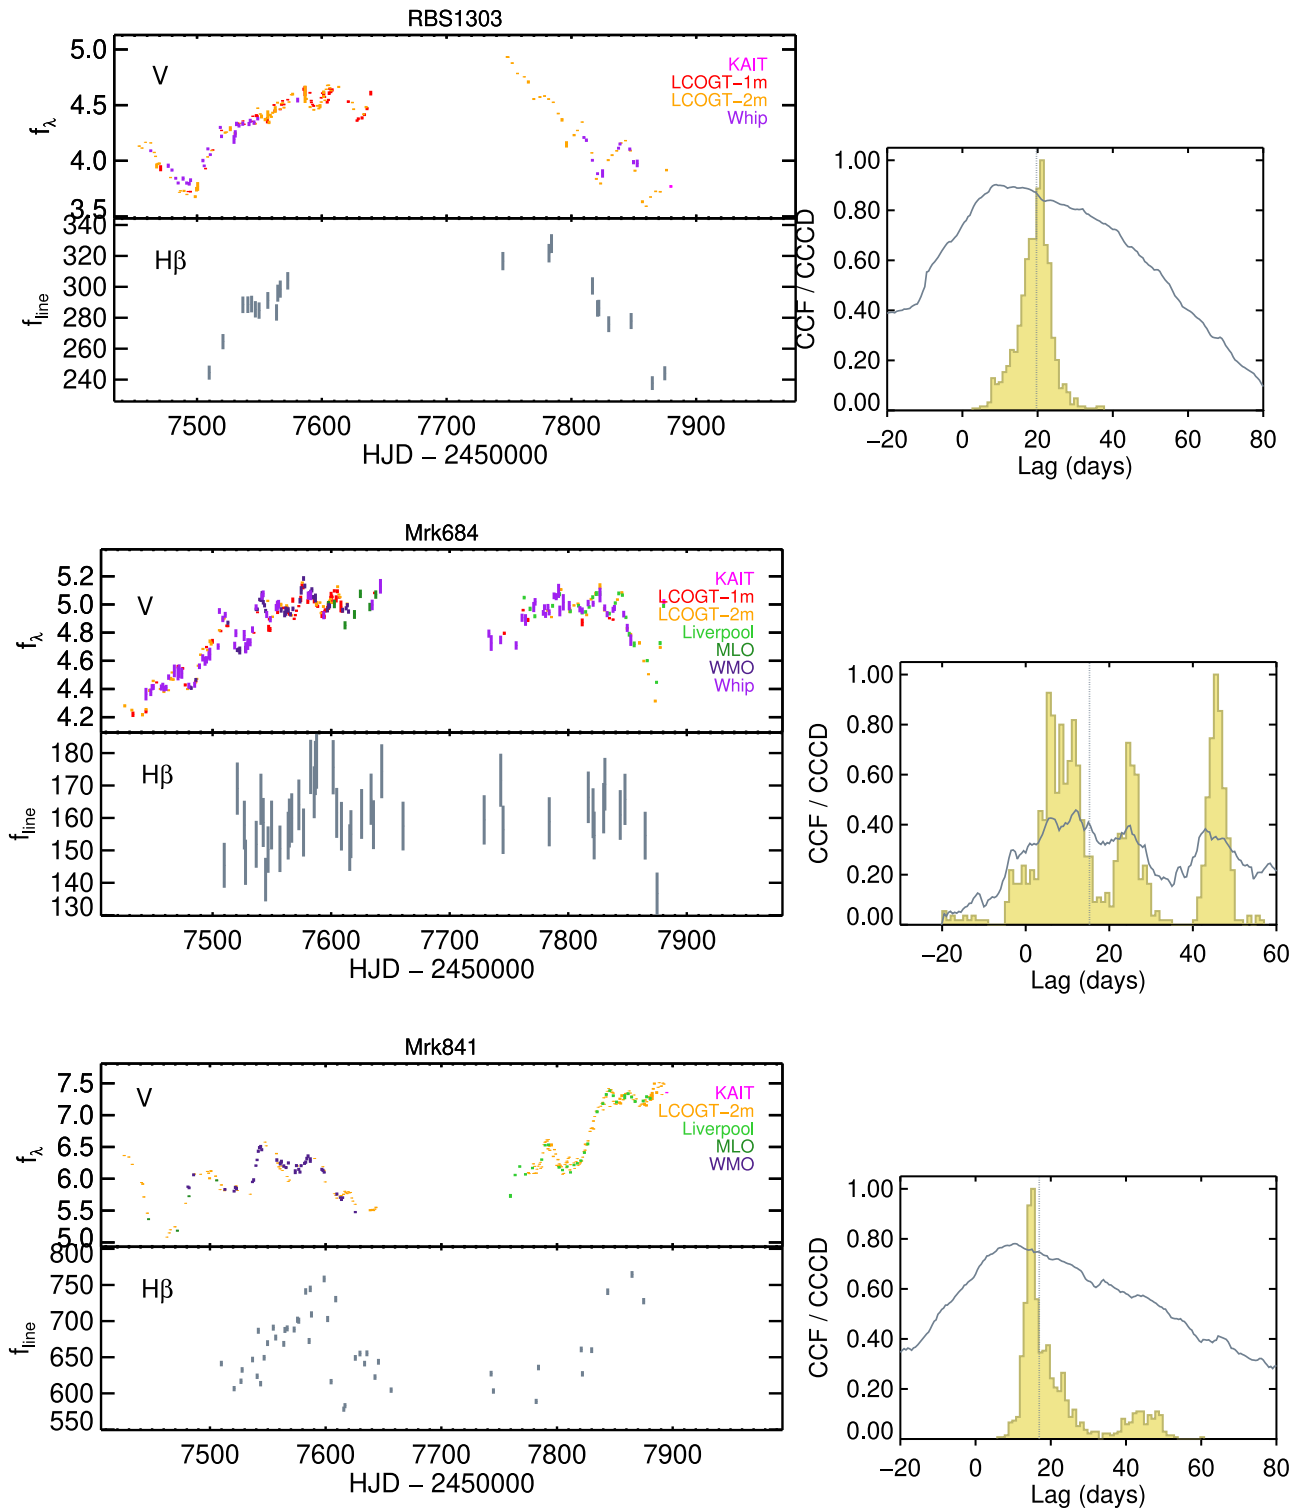 RBS1303
5.0
4.5
4.0
3.5
fλ
V
KAIT
LCOGT-1m
LCOGT-2m
Whip
340
320
300
280
260
240
fline
Hβ
7500 7600 7700 7800 7900
HJD − 2450000
1.00
0.80
0.60
0.40
0.20
0.00
CCF / CCCD
−20 0 20 40 60 80
Lag (days)
Mrk684
5.2
5.0
4.8
4.6
4.4
4.2
fλ
V
KAIT
LCOGT-1m
LCOGT-2m
Liverpool
MLO
WMO
Whip
180
170
160
150
140
130
fline
Hβ
7500 7600 7700 7800 7900
HJD − 2450000
1.00
0.80
0.60
0.40
0.20
0.00
CCF / CCCD
−20 0 20 40 60
Lag (days)
Mrk841
7.5
7.0
6.5
6.0
5.5
5.0
fλ
V
KAIT
LCOGT-2m
Liverpool
MLO
WMO
800
750
700
650
600
550
fline
Hβ
7500 7600 7700 7800 7900
HJD − 2450000
1.00
0.80
0.60
0.40
0.20
0.00
CCF / CCCD
−20 0 20 40 60 80
Lag (days)